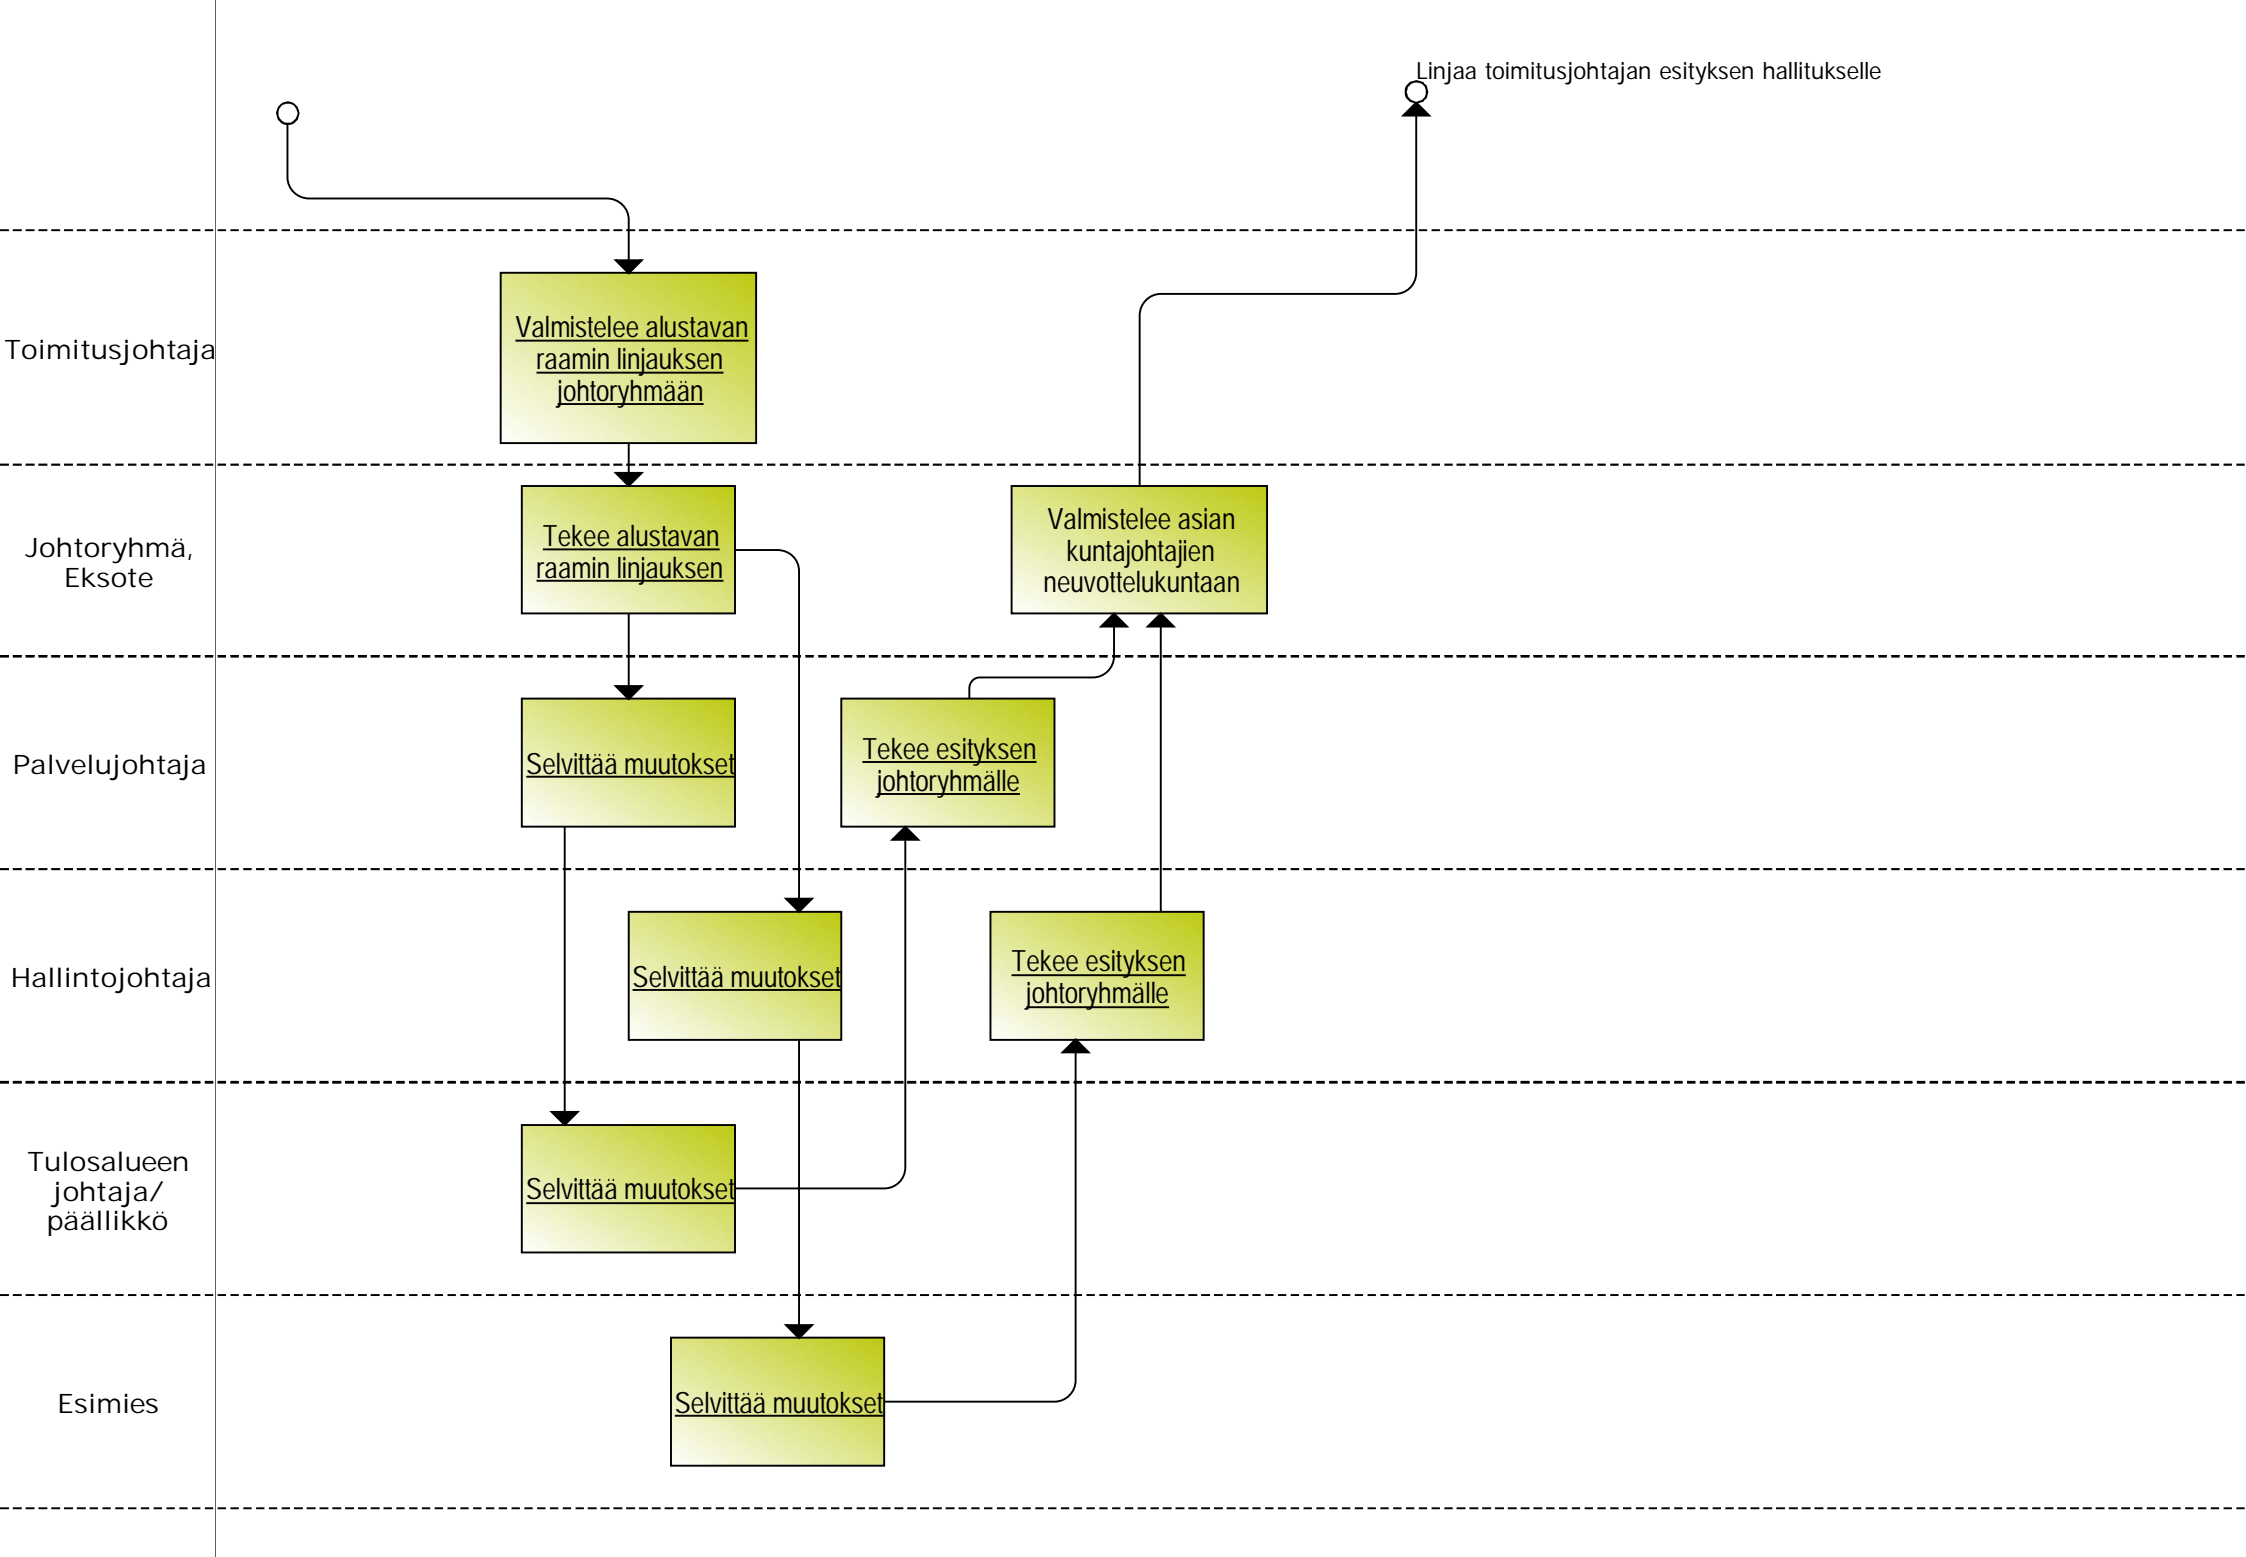 Linjaa toimitusjohtajan esityksen hallitukselle
Toimitusjohtaja
Valmistelee alustavan
raamin linjauksen
johtoryhmään
Johtoryhmä,
Eksote
Tekee alustavan
raamin linjauksen
Valmistelee asian
kuntajohtajien
neuvottelukuntaan
Palvelujohtaja
Selvittää muutokset
Tekee esityksen
johtoryhmälle
Hallintojohtaja
Selvittää muutokset
Tekee esityksen
johtoryhmälle
Tulosalueen
johtaja/
päällikkö
Selvittää muutokset
Esimies
Selvittää muutokset